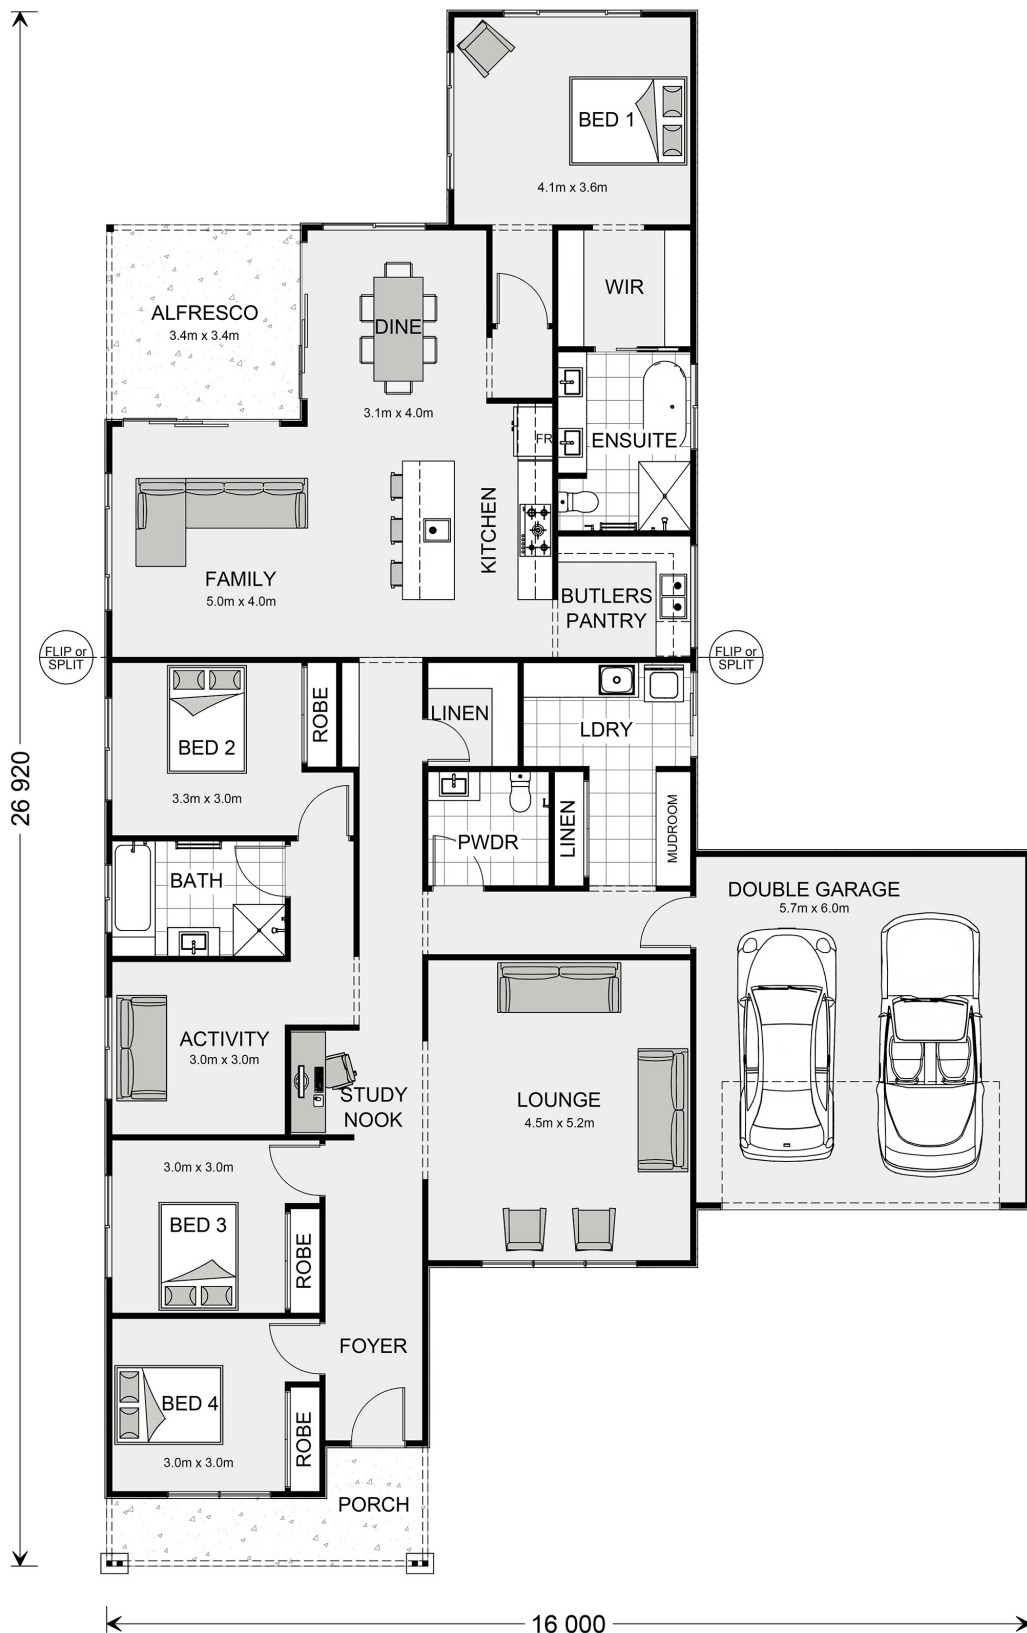 BED 1
4.1m x 3.6m
WIR
ALFRESCO
3.4m x 3.4m
DINE
3.1m x 4.0m
FR
ENSUITE
KITCHEN
FAMILY
5.0m x 4.0m
BUTLERS
PANTRY
FLIP or
SPLIT
FLIP or
SPLIT
BED 2
3.3m x 3.0m
ROBE
LINEN
LDRY
26 920
PWDR
LINEN
MUDROOM
BATH
DOUBLE GARAGE
5.7m x 6.0m
ACTIVITY
3.0m x 3.0m
STUDY
NOOK
LOUNGE
4.5m x 5.2m
3.0m x 3.0m
BED 3
ROBE
FOYER
BED 4
3.0m x 3.0m
ROBE
PORCH
16 000